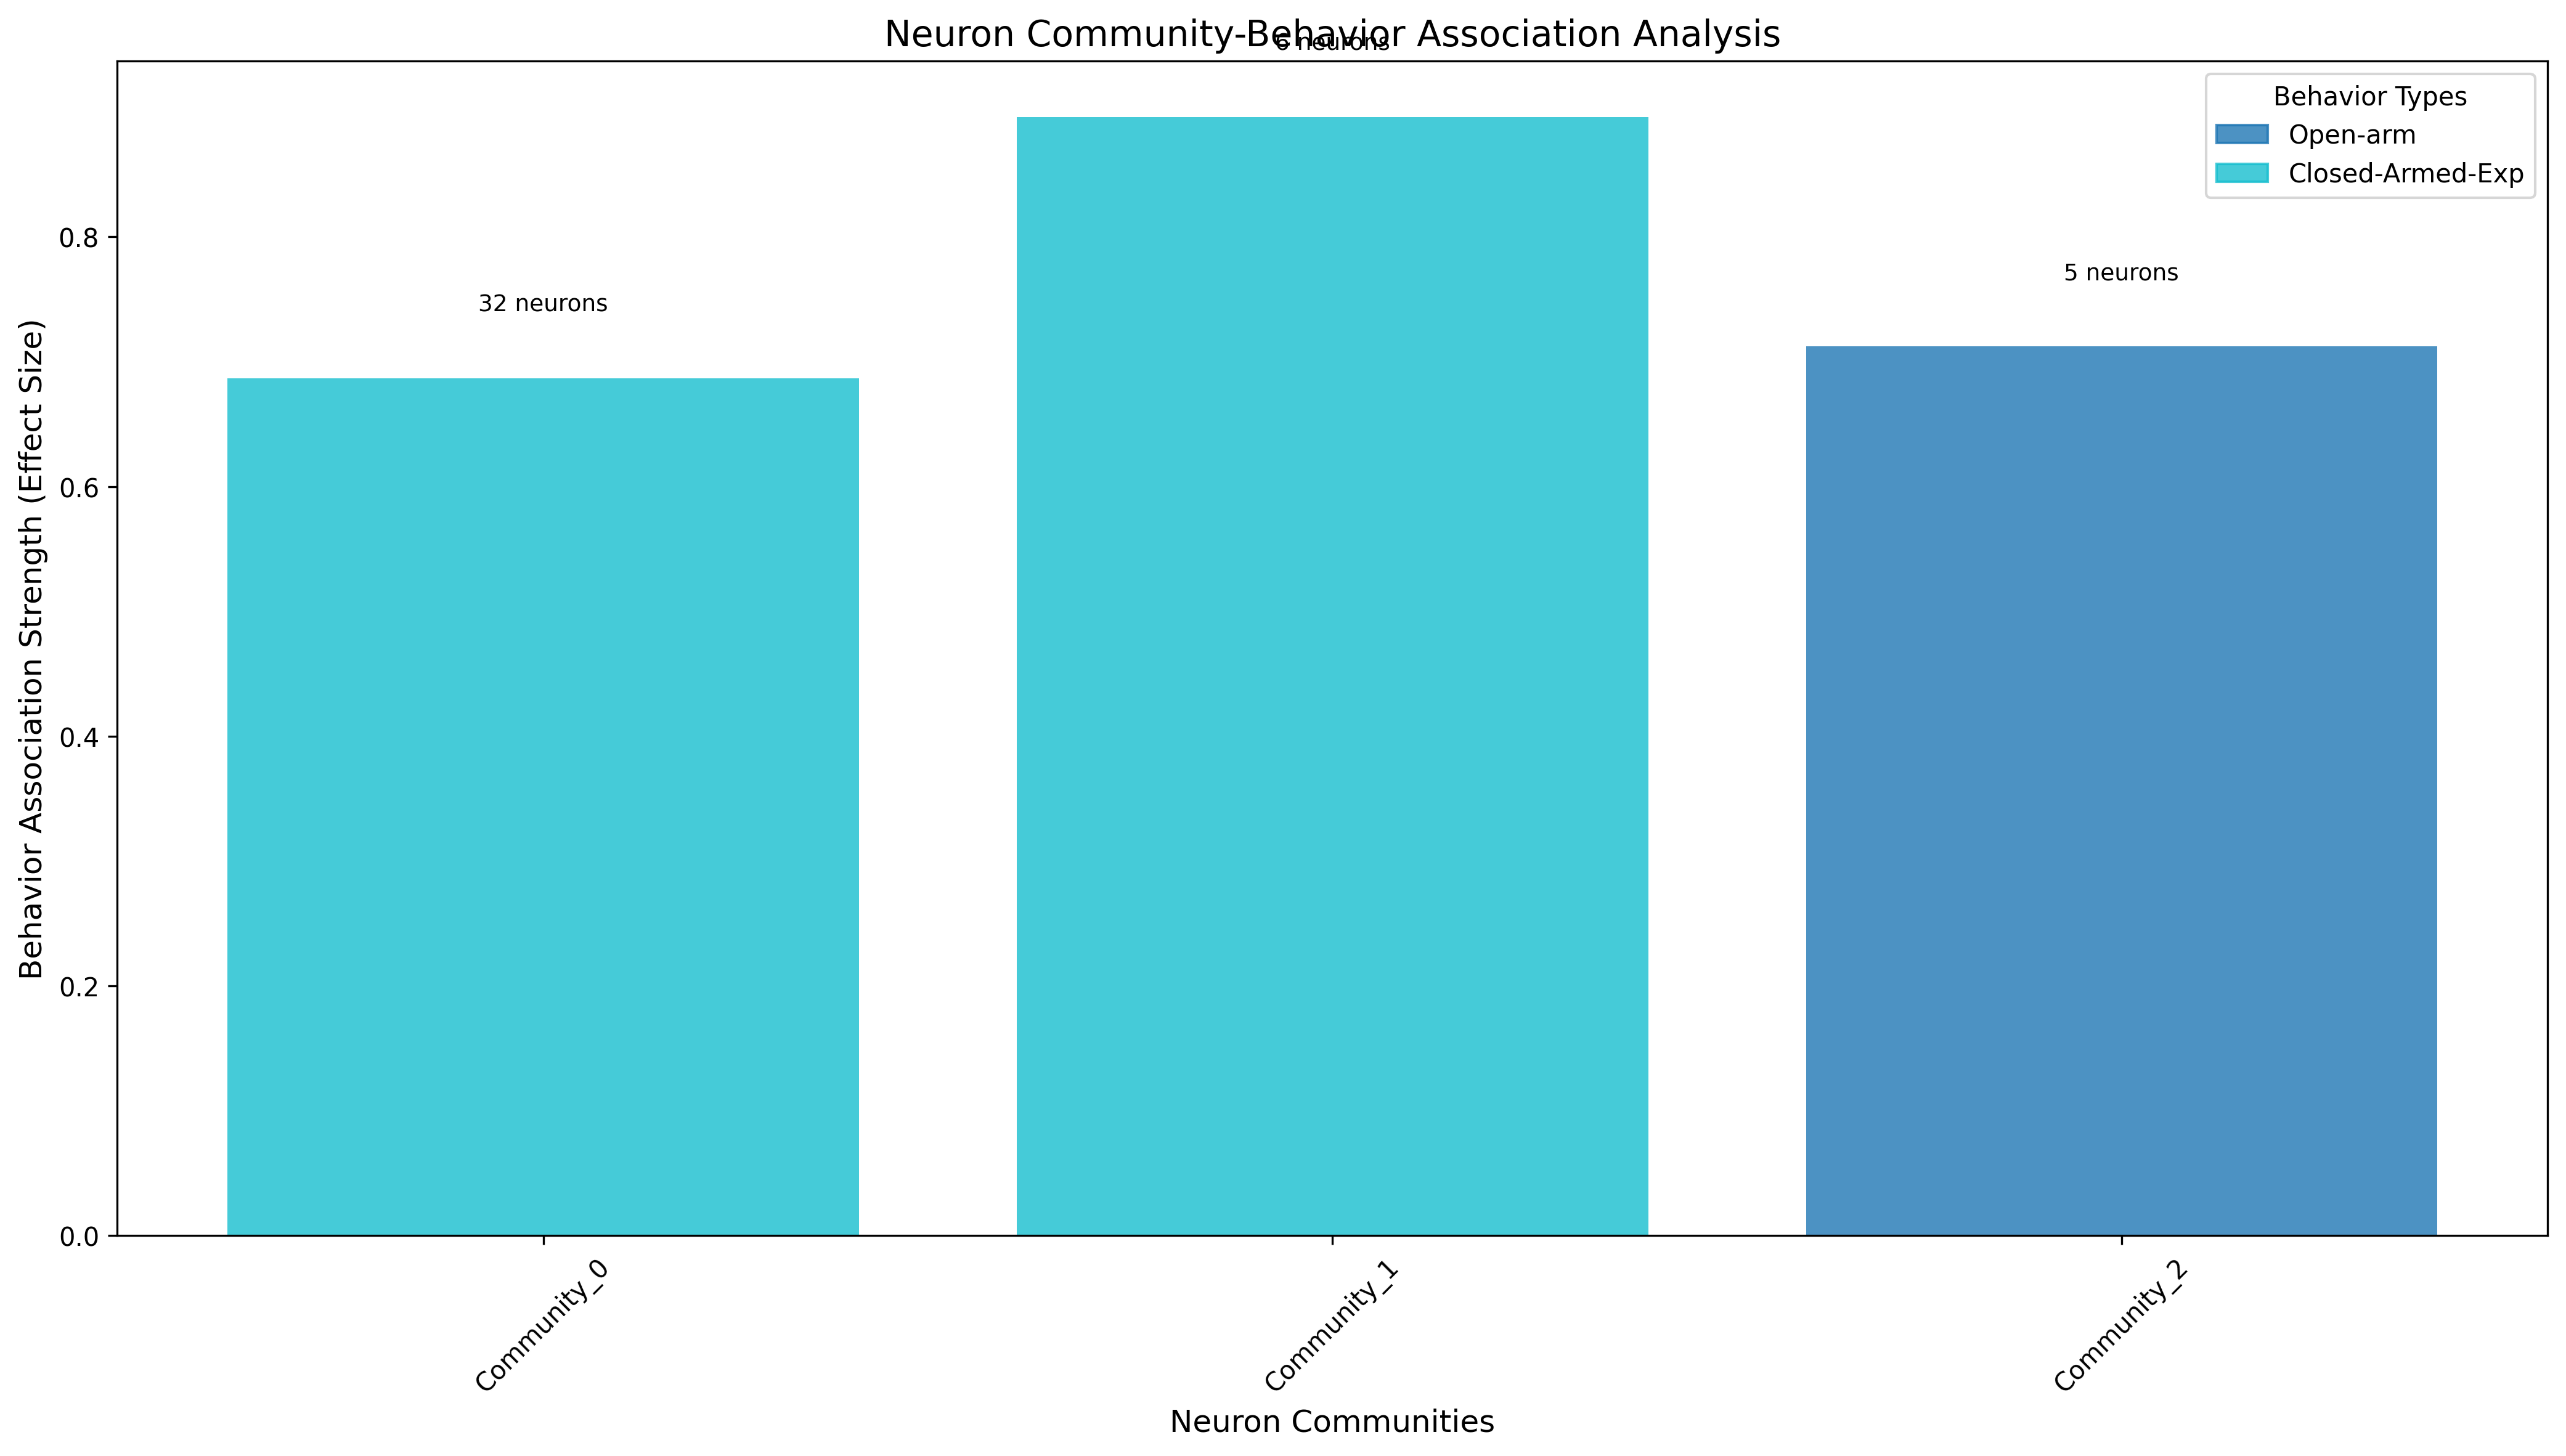 Neuron Community-Behavior Association Analysis
6 neurons
Behavior Types
Open-arm
Closed-Armed-Exp
32 neurons
5 neurons
Behavior Association Strength (Effect Size)
0.8
0.6
0.4
0.2
0.0
Community_0
Community_1
Community_2
Neuron Communities